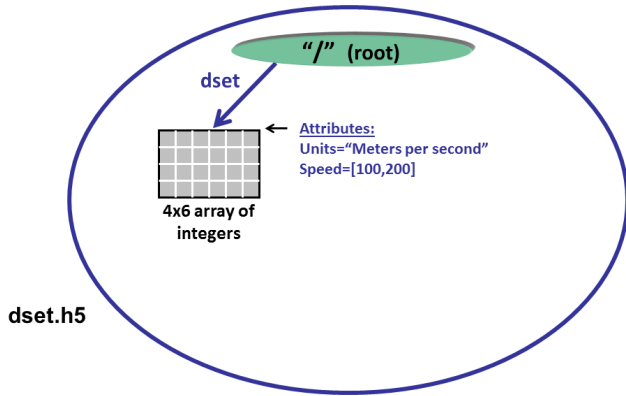 “/” (root)
dset
Attributes:
Units=“Meters per second”
Speed=[100,200]
4x6 array of
integers
dset.h5